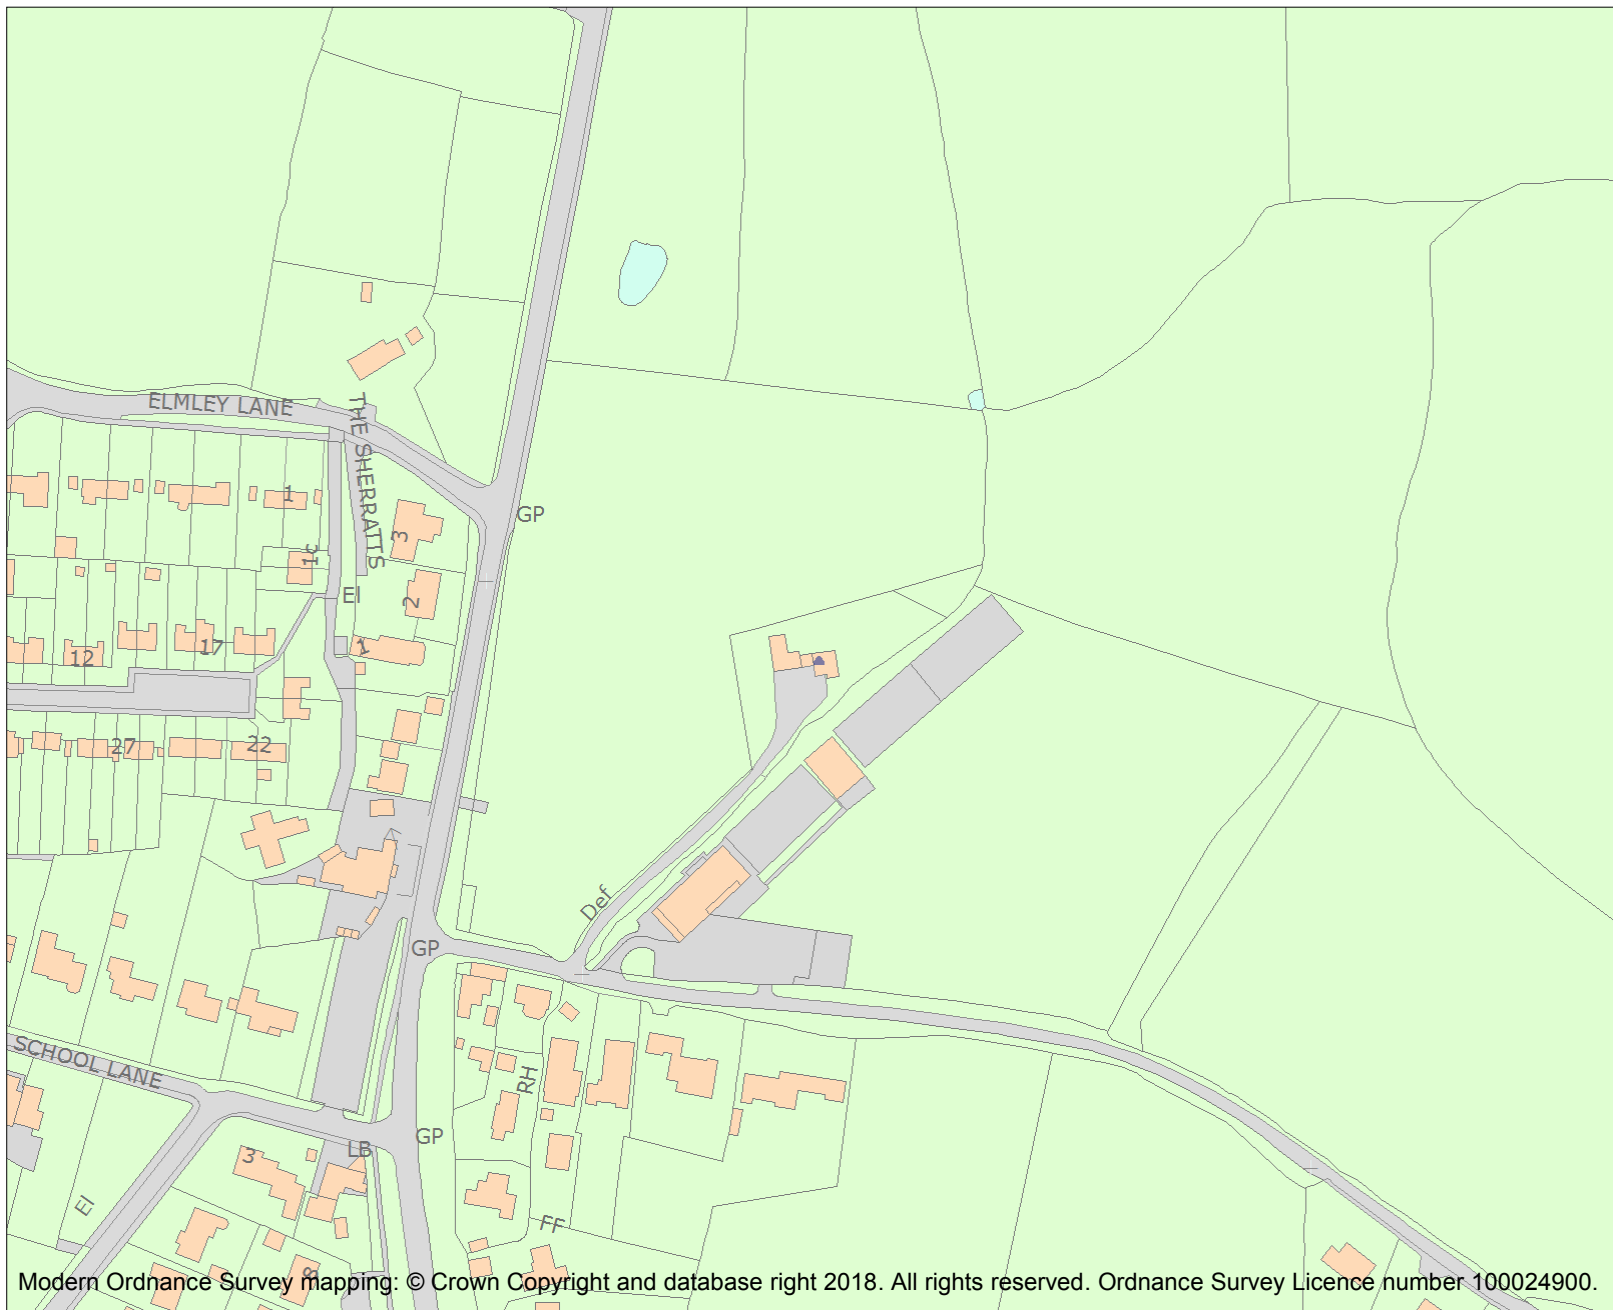 ELMLEY LANE
THE SHERRATTS
1
GP
3
1c
EI
2
1
12
17
27
22
Def
GP
SCHOOL LANE
RH
GP
LB
3
EI
FF
8
Modern Ordnance Survey mapping: © Crown Copyright and database right 2018. All rights reserved. Ordnance Survey Licence number 100024900.